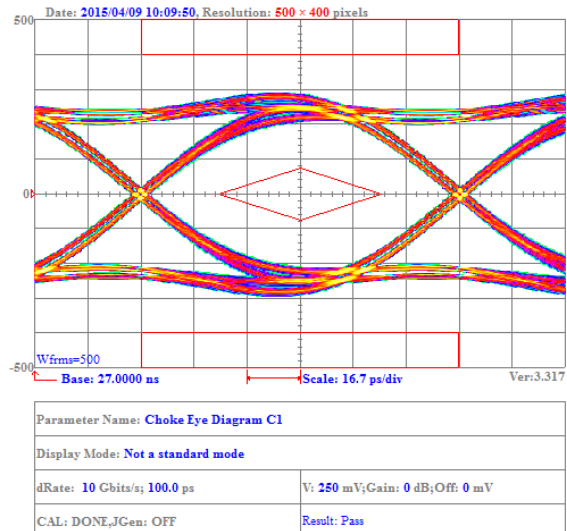 Date: 2015/04/09 10:09:50, Resolution: 500 × 400 pixels
500
0
-500
Wfrms=500
Base: 27.0000 ns
Scale: 16.7 ps/div
Ver:3.317
Parameter Name: Choke Eye Diagram C1
Display Mode: Not a standard mode
dRate: 10 Gbits/s; 100.0 ps
V: 250 mV;Gain: 0 dB;Off: 0 mV
CAL: DONE,JGen: OFF
Result: Pass